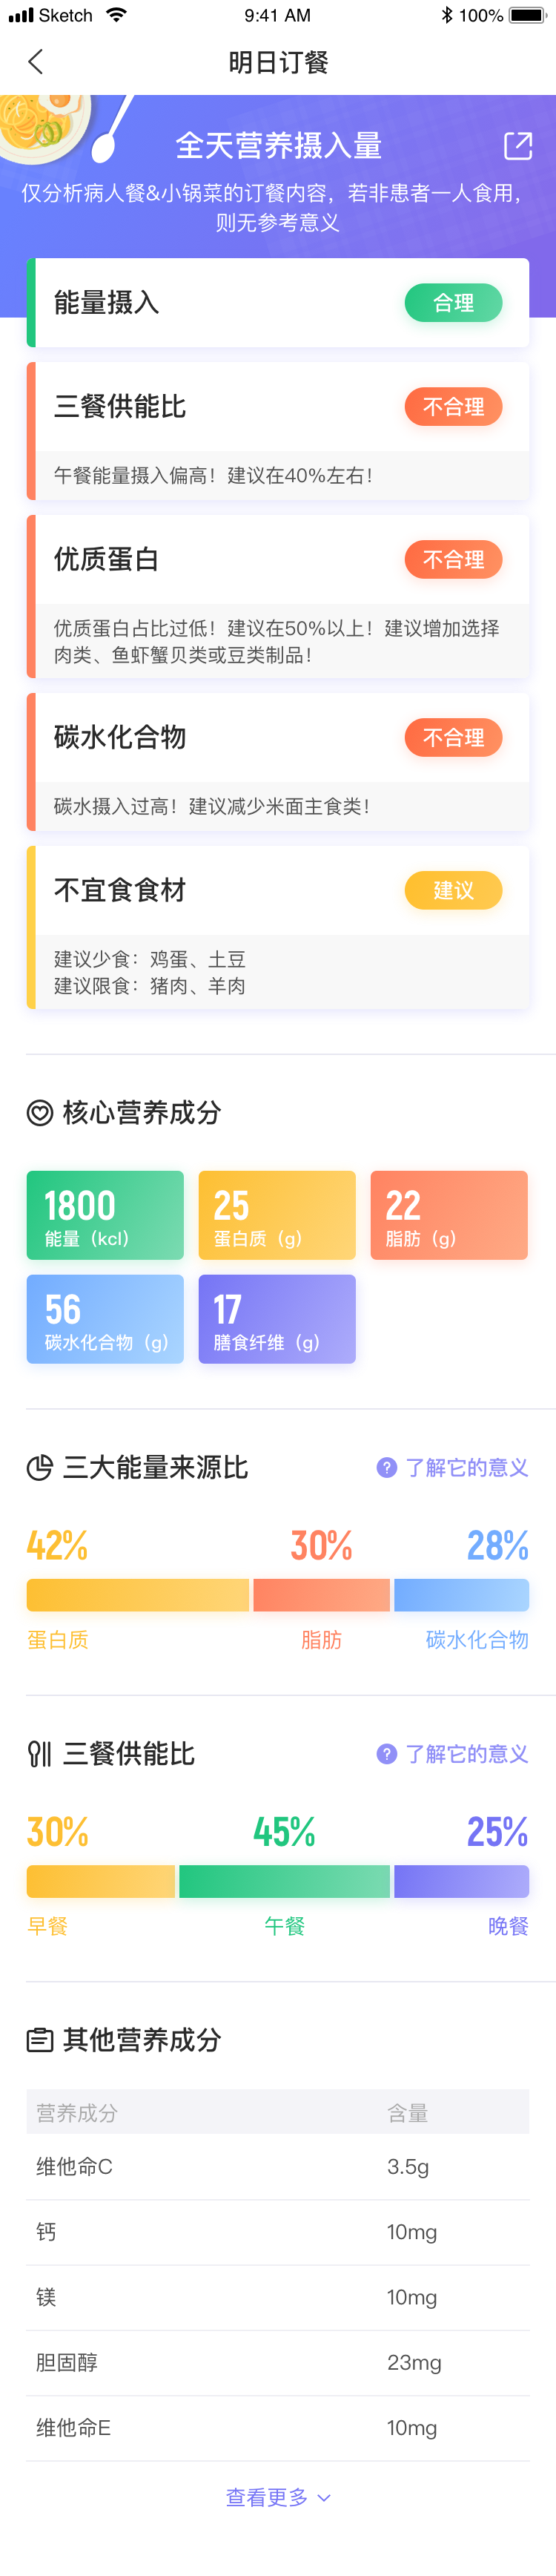 Sketch 9:41 AM 100%
明日订餐
全天营养摄入量
仅分析病人餐&小锅菜的订餐内容，若非患者一人食用，
则无参考意义
能量摄入 合理
三餐供能比 不合理
午餐能量摄入偏高！建议在40%左右！
优质蛋白 不合理
优质蛋白占比过低！建议在50%以上！建议增加选择
肉类、鱼虾蟹贝类或豆类制品！
碳水化合物 不合理
碳水摄入过高！建议减少米面主食类！
不宜食食材 建议
建议少食：鸡蛋、土豆
建议限食：猪肉、羊肉
核心营养成分
1800 25 22
能量（kcl） 蛋白质（g） 脂肪（g）
56 17
碳水化合物（g） 膳食纤维（g）
三大能量来源比 ? 了解它的意义
42% 30% 28%
蛋白质 脂肪 碳水化合物
三餐供能比 ? 了解它的意义
30% 45% 25%
早餐 午餐 晚餐
其他营养成分
营养成分 含量
维他命C 3.5g
钙 10mg
镁 10mg
胆固醇 23mg
维他命E 10mg
查看更多